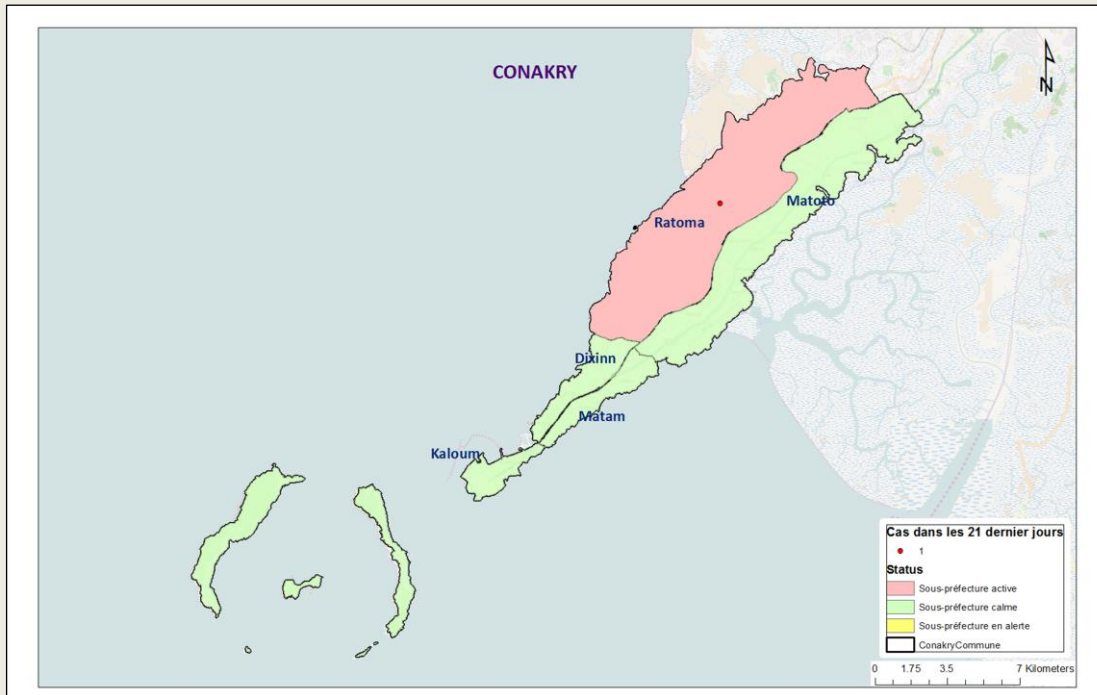 CONAKRY
N
Matoto
Ratoma
Dixinn
Matam
Kaloum
Cas dans les 21 dernier jours
1
Status
Sous-préfecture active
Sous-préfecture calme
Sous-préfecture en alerte
ConakryCommune
0 1.75 3.5 7 Kilometers